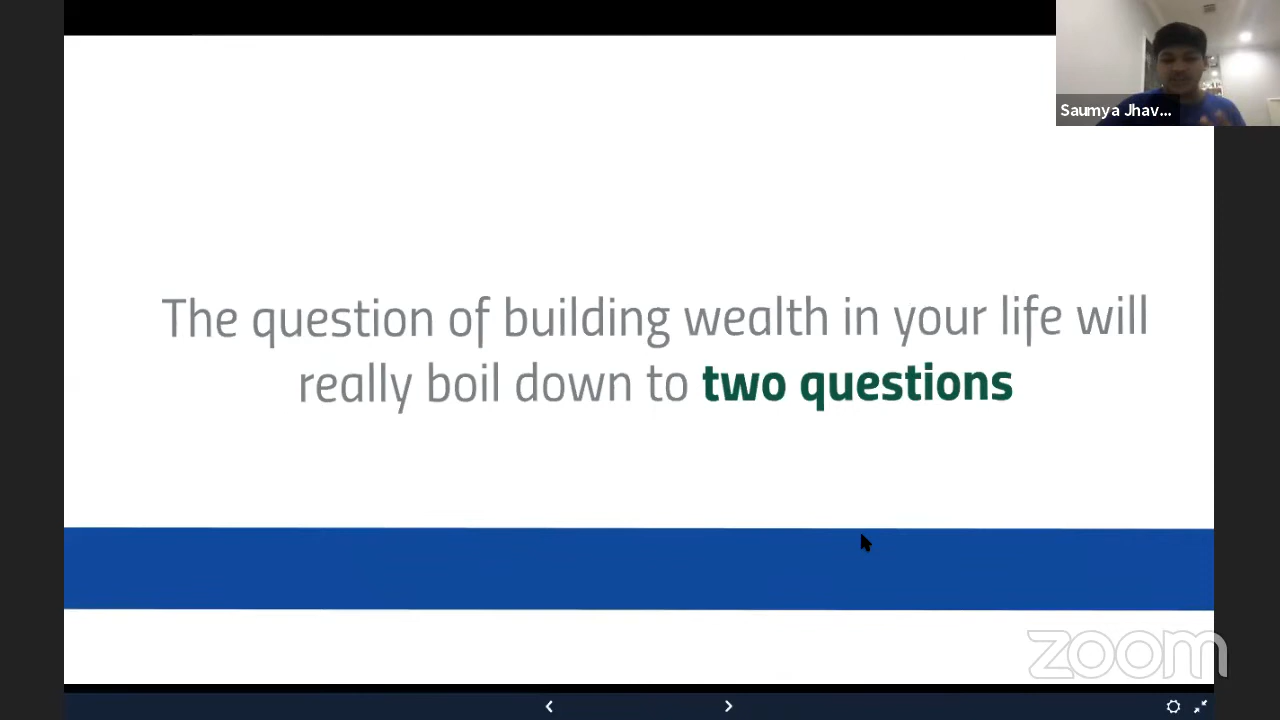 Saumya Jhav...
The question of building wealth in your life will
really boil down to two questions
zoom